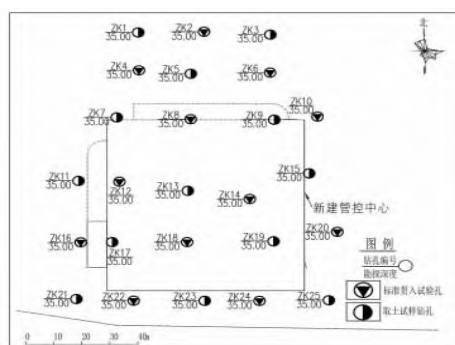 北
ZK1 ZK2 ZK3
35.00 35.00 35.00
ZK4 ZK5 ZK6
35.00 35.00 35.00
ZK7 ZK8 ZK9 ZK10
35.00 35.00 35.00 35.00
ZK11 ZK12 ZK13 ZK14 ZK15
35.00 35.00 35.00 35.00 35.00
新建管控中心
ZK16 ZK17 ZK18 ZK19 ZK20
35.00 35.00 35.00 35.00 35.00
图 例
钻孔编号
勘探深度
标准贯入试验孔
取土试样钻孔
ZK21 ZK22 ZK23 ZK24 ZK25
35.00 35.00 35.00 35.00 35.00
0 10 20 30 40m